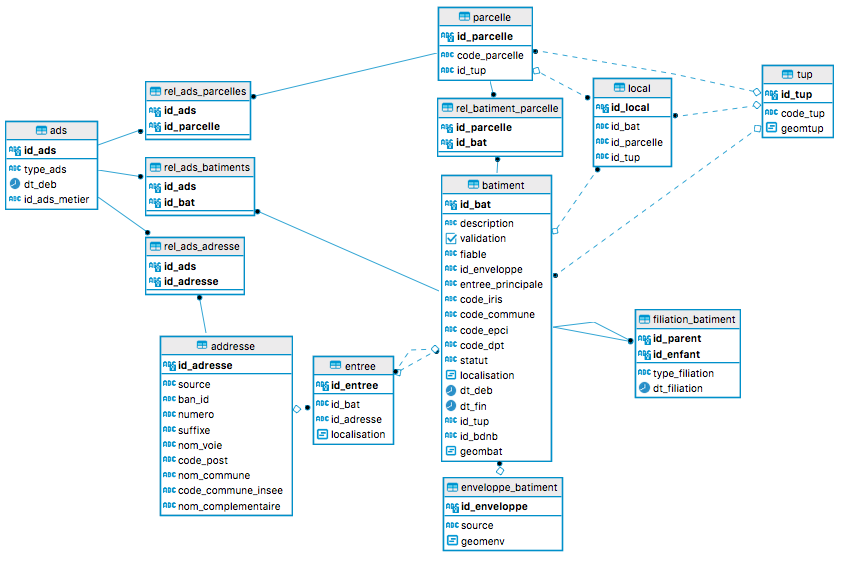 parcelle
id_parcelle
code_parcelle
id_tup
rel_ads_parcelles
id_ads
id_parcelle
local
id_local
id_bat
id_parcelle
id_tup
tup
id_tup
code_tup
geomtup
ads
id_ads
type_ads
dt_deb
id_ads_metier
rel_batiment_parcelle
id_parcelle
id_bat
rel_ads_batiments
id_ads
id_bat
batiment
id_bat
description
validation
fiable
id_enveloppe
entree_principale
code_iris
code_commune
code_epci
code_dpt
statut
localisation
dt_deb
dt_fin
id_tup
id_bdnb
geombat
rel_ads_adresse
id_ads
id_adresse
filiation_batiment
id_parent
id_enfant
type_filiation
dt_filiation
addresse
id_adresse
source
ban_id
numero
suffixe
nom_voie
code_post
nom_commune
code_commune_insee
nom_complementaire
entree
id_entree
id_bat
id_adresse
localisation
enveloppe_batiment
id_enveloppe
source
geomenv